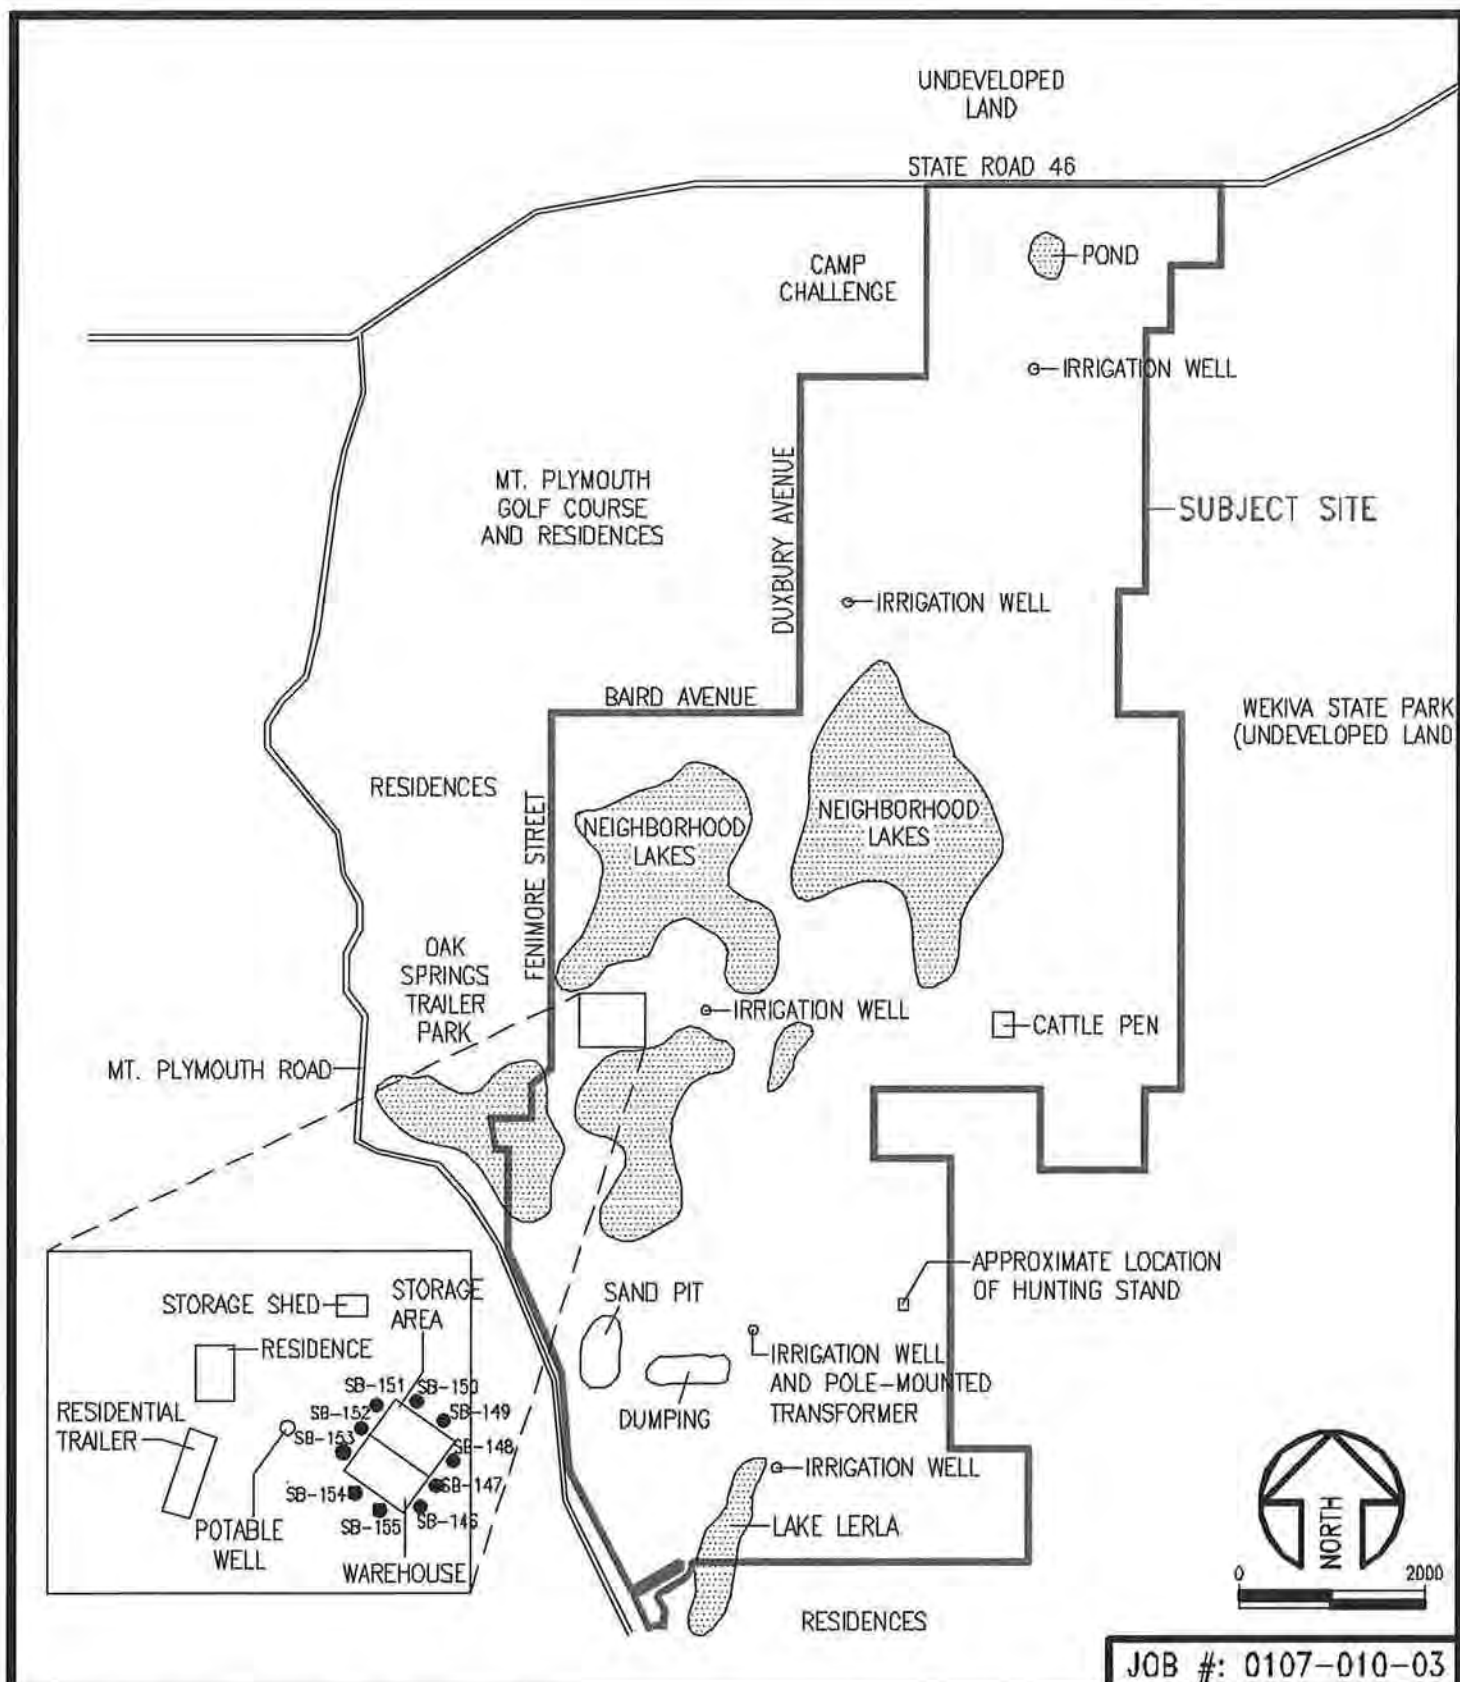 UNDEVELOPED
LAND
STATE ROAD 46
POND
CAMP
CHALLENGE
IRRIGATION WELL
MT. PLYMOUTH
GOLF COURSE
AND RESIDENCES
DUXBURY AVENUE
SUBJECT SITE
IRRIGATION WELL
BAIRD AVENUE
WEKIVA STATE PARK
(UNDEVELOPED LAND
RESIDENCES
FENIMORE STREET
NEIGHBORHOOD
LAKES
NEIGHBORHOOD
LAKES
OAK
SPRINGS
TRAILER
PARK
IRRIGATION WELL
CATTLE PEN
MT. PLYMOUTH ROAD
APPROXIMATE LOCATION
OF HUNTING STAND
SAND PIT
STORAGE SHED
STORAGE
AREA
RESIDENCE
IRRIGATION WELL
AND POLE-MOUNTED
TRANSFORMER
DUMPING
RESIDENTIAL
TRAILER
SB-151
SB-150
SB-152
SB-149
SB-153
SB-148
SB-154
SB-147
SB-155
SB-146
POTABLE
WELL
WAREHOUSE
IRRIGATION WELL
LAKE LERLA
RESIDENCES
NORTH
0
2000
JOB #: 0107-010-03